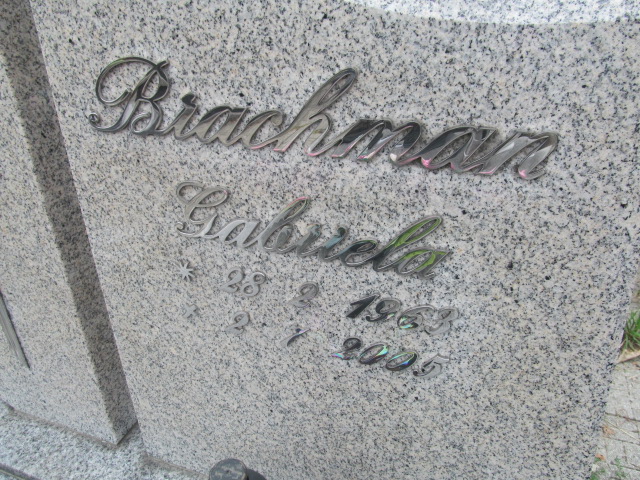 Brachman
Gabriela
* 28 2 1963
† 2 1 2005